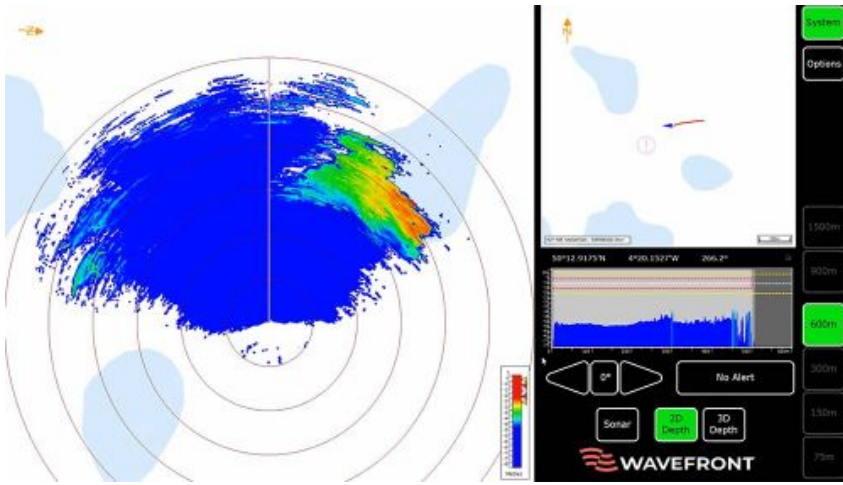 Z
N
System
Options
1500m
900m
600m
300m
150m
75m
50°12.9175'N 4°20.1527'W 266.2°
0°
No Alert
Sonar
2D Depth
3D Depth
WAVEFRONT
Metres